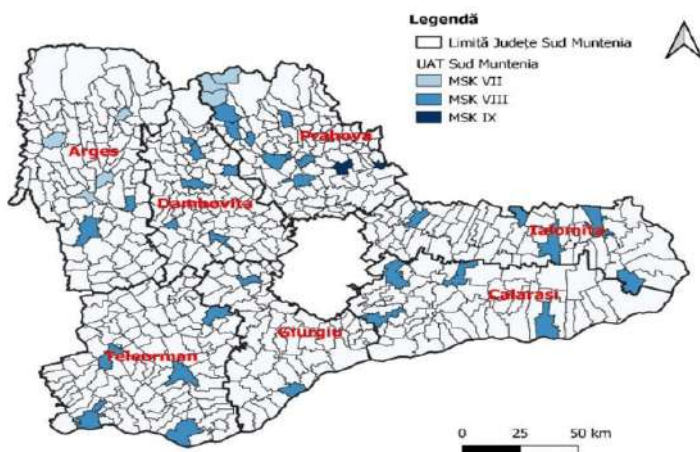 Legendă
Limită Județe Sud Muntenia
UAT Sud Muntenia
MSK VII
MSK VIII
MSK IX
Prahova
Arges
Dambovita
Ialomita
Calarasi
Giurgiu
Teleorman
0 25 50 km